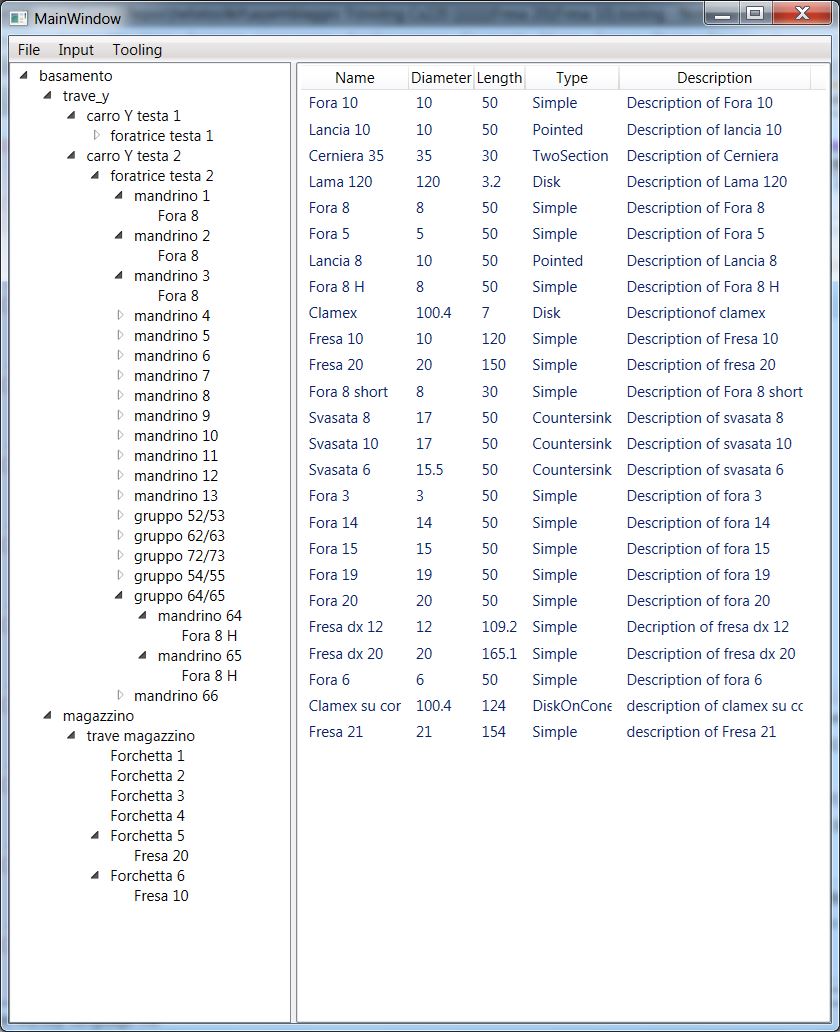 MainWindow
File Input Tooling
basamento
trave_y
carro Y testa 1
foratrice testa 1
carro Y testa 2
foratrice testa 2
mandrino 1
Fora 8
mandrino 2
Fora 8
mandrino 3
Fora 8
mandrino 4
mandrino 5
mandrino 6
mandrino 7
mandrino 8
mandrino 9
mandrino 10
mandrino 11
mandrino 12
mandrino 13
gruppo 52/53
gruppo 62/63
gruppo 72/73
gruppo 54/55
gruppo 64/65
mandrino 64
Fora 8 H
mandrino 65
Fora 8 H
mandrino 66
magazzino
trave magazzino
Forchetta 1
Forchetta 2
Forchetta 3
Forchetta 4
Forchetta 5
Fresa 20
Forchetta 6
Fresa 10
Name Diameter Length Type Description
Fora 10 10 50 Simple Description of Fora 10
Lancia 10 10 50 Pointed Description of lancia 10
Cerniera 35 35 30 TwoSection Description of Cerniera
Lama 120 120 3.2 Disk Description of Lama 120
Fora 8 8 50 Simple Description of Fora 8
Fora 5 5 50 Simple Description of Fora 5
Lancia 8 10 50 Pointed Description of Lancia 8
Fora 8 H 8 50 Simple Description of Fora 8 H
Clamex 100.4 7 Disk Descriptionof clamex
Fresa 10 10 120 Simple Description of Fresa 10
Fresa 20 20 150 Simple Description of fresa 20
Fora 8 short 8 30 Simple Description of Fora 8 short
Svasata 8 17 50 Countersink Description of svasata 8
Svasata 10 17 50 Countersink Description of svasata 10
Svasata 6 15.5 50 Countersink Description of svasata 6
Fora 3 3 50 Simple Description of fora 3
Fora 14 14 50 Simple Description of fora 14
Fora 15 15 50 Simple Description of fora 15
Fora 19 19 50 Simple Description of fora 19
Fora 20 20 50 Simple Description of fora 20
Fresa dx 12 12 109.2 Simple Decription of fresa dx 12
Fresa dx 20 20 165.1 Simple Description of fresa dx 20
Fora 6 6 50 Simple Description of fora 6
Clamex su cor 100.4 124 DiskOnCone description of clamex su cc
Fresa 21 21 154 Simple description of Fresa 21